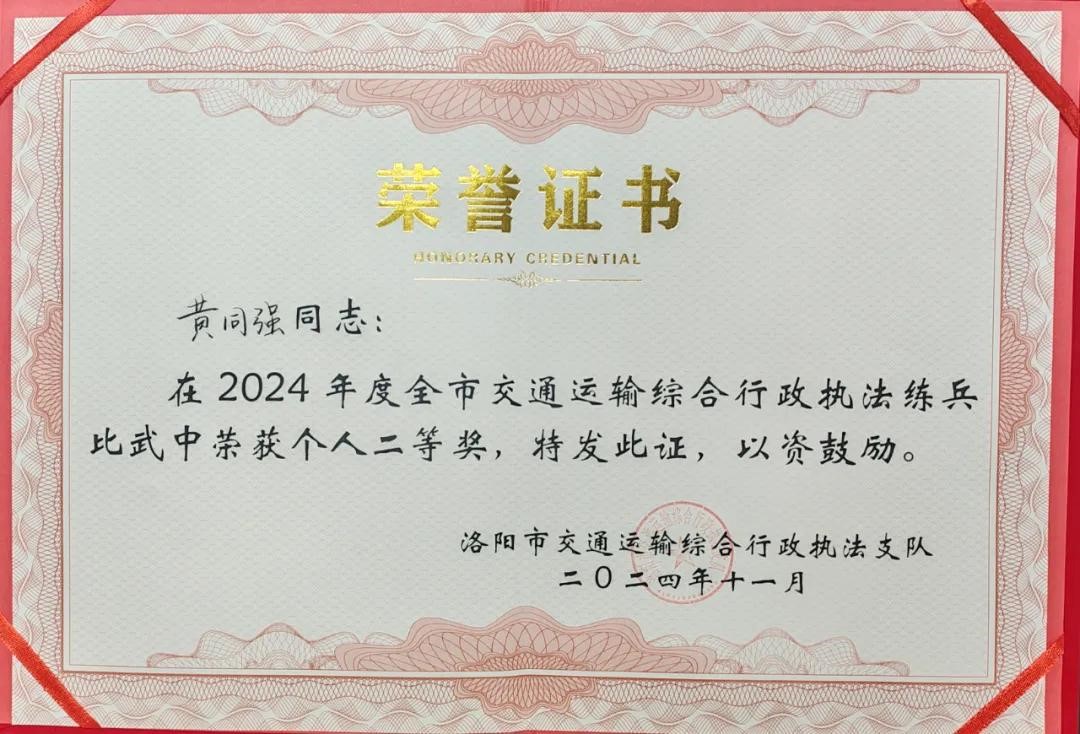 荣誉证书
HONORARY CREDENTIAL
黄同强同志：
在2024年度全市交通运输综合行政执法练兵
比武中荣获个人二等奖，特发此证，以资鼓励。
洛阳市交通运输综合行政执法支队
二〇二四年十一月